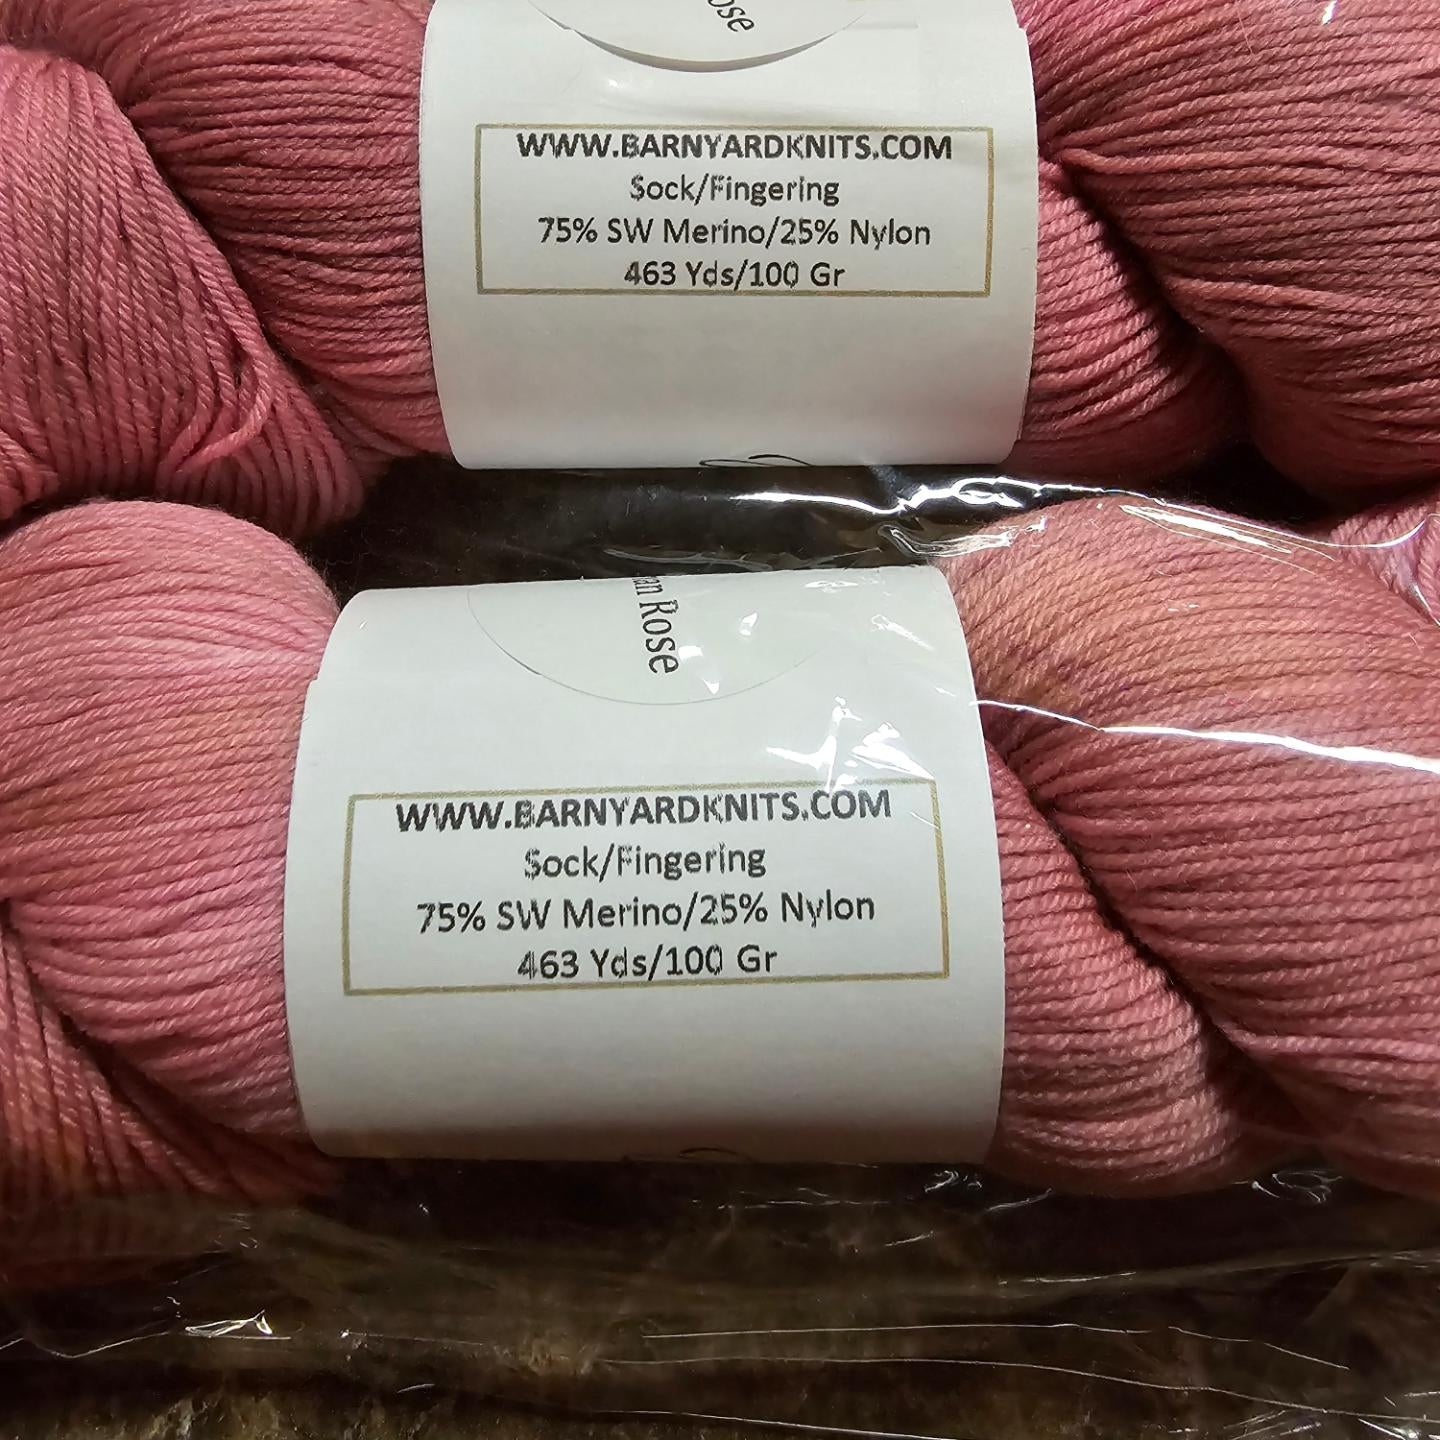 WWW.BARNYARDKNITS.COM
Sock/Fingering
75% SW Merino/25% Nylon
463 Yds/100 Gr
Rose
WWW.BARNYARDKNITS.COM
Sock/Fingering
75% SW Merino/25% Nylon
463 Yds/100 Gr